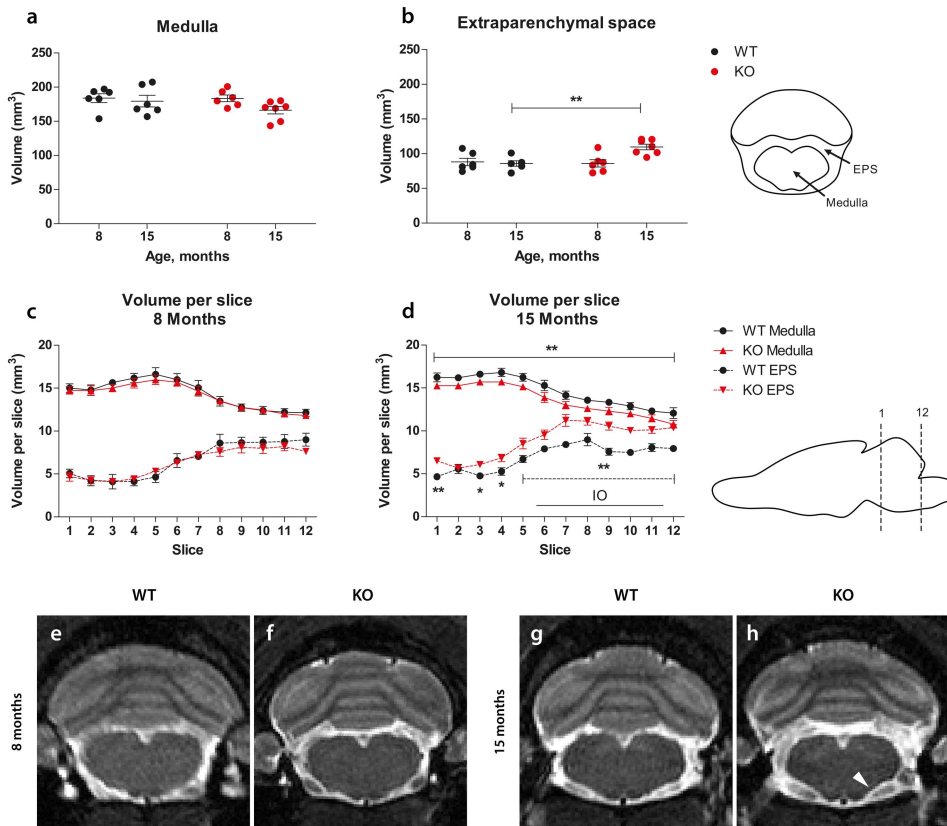 a
Medulla
250
200
150
100
50
0
Volume (mm3)
8
15
8
15
Age, months
b
Extraparenchymal space
250
200
150
100
50
0
Volume (mm3)
**
8
15
8
15
Age, months
WT
KO
EPS
Medulla
c
Volume per slice
8 Months
20
15
10
5
0
Volume per slice (mm3)
1 2 3 4 5 6 7 8 9 10 11 12
Slice
d
Volume per slice
15 Months
20
15
10
5
0
Volume per slice (mm3)
**
**
*
*
**
IO
1 2 3 4 5 6 7 8 9 10 11 12
Slice
WT Medulla
KO Medulla
WT EPS
KO EPS
1
12
WT
KO
WT
KO
8 months
e
f
15 months
g
h